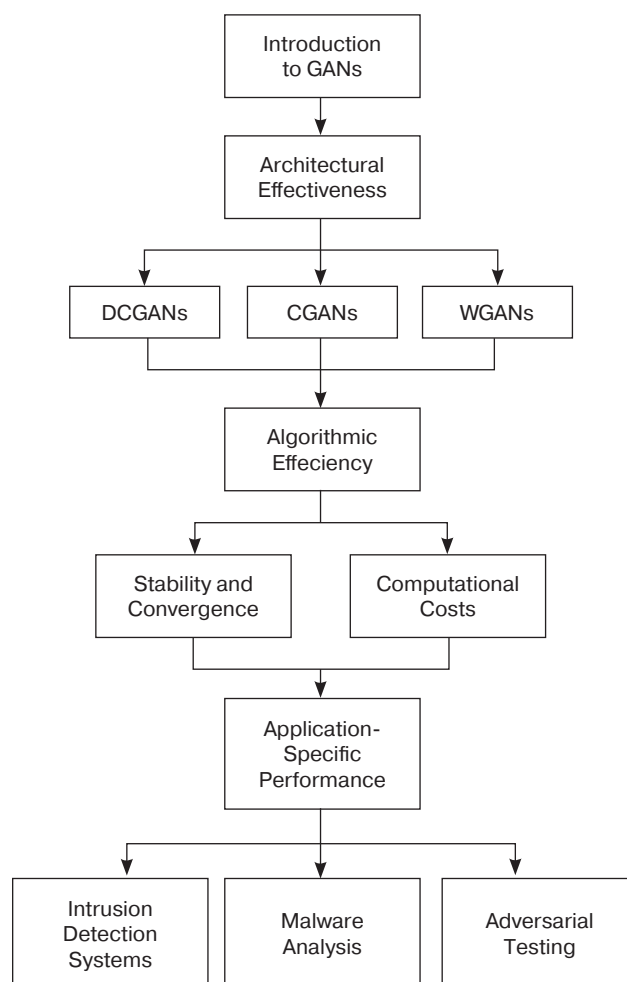 Introduction
to GANs
Architectural
Effectiveness
DCGANs
CGANs
WGANs
Algorithmic
Effeciency
Stability and
Convergence
Computational
Costs
Application-
Specific
Performance
Intrusion
Detection
Systems
Malware
Analysis
Adversarial
Testing